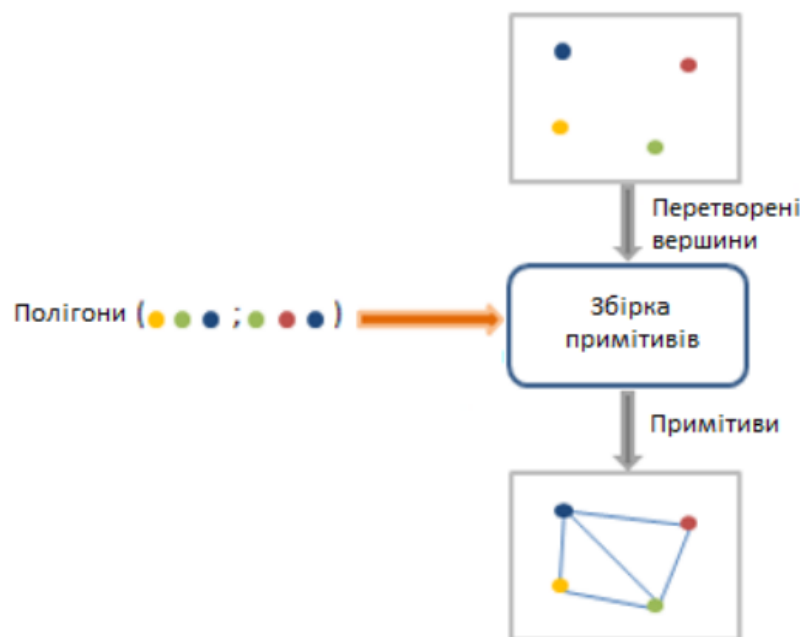 Перетворені
вершини
Полігони ( ; )
Збірка
примітивів
Примітиви